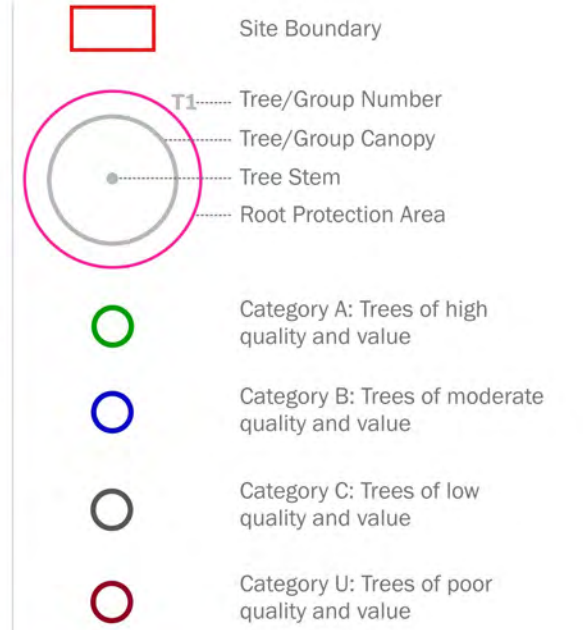 Site Boundary
T1
Tree/Group Number
Tree/Group Canopy
Tree Stem
Root Protection Area
Category A: Trees of high
quality and value
Category B: Trees of moderate
quality and value
Category C: Trees of low
quality and value
Category U: Trees of poor
quality and value